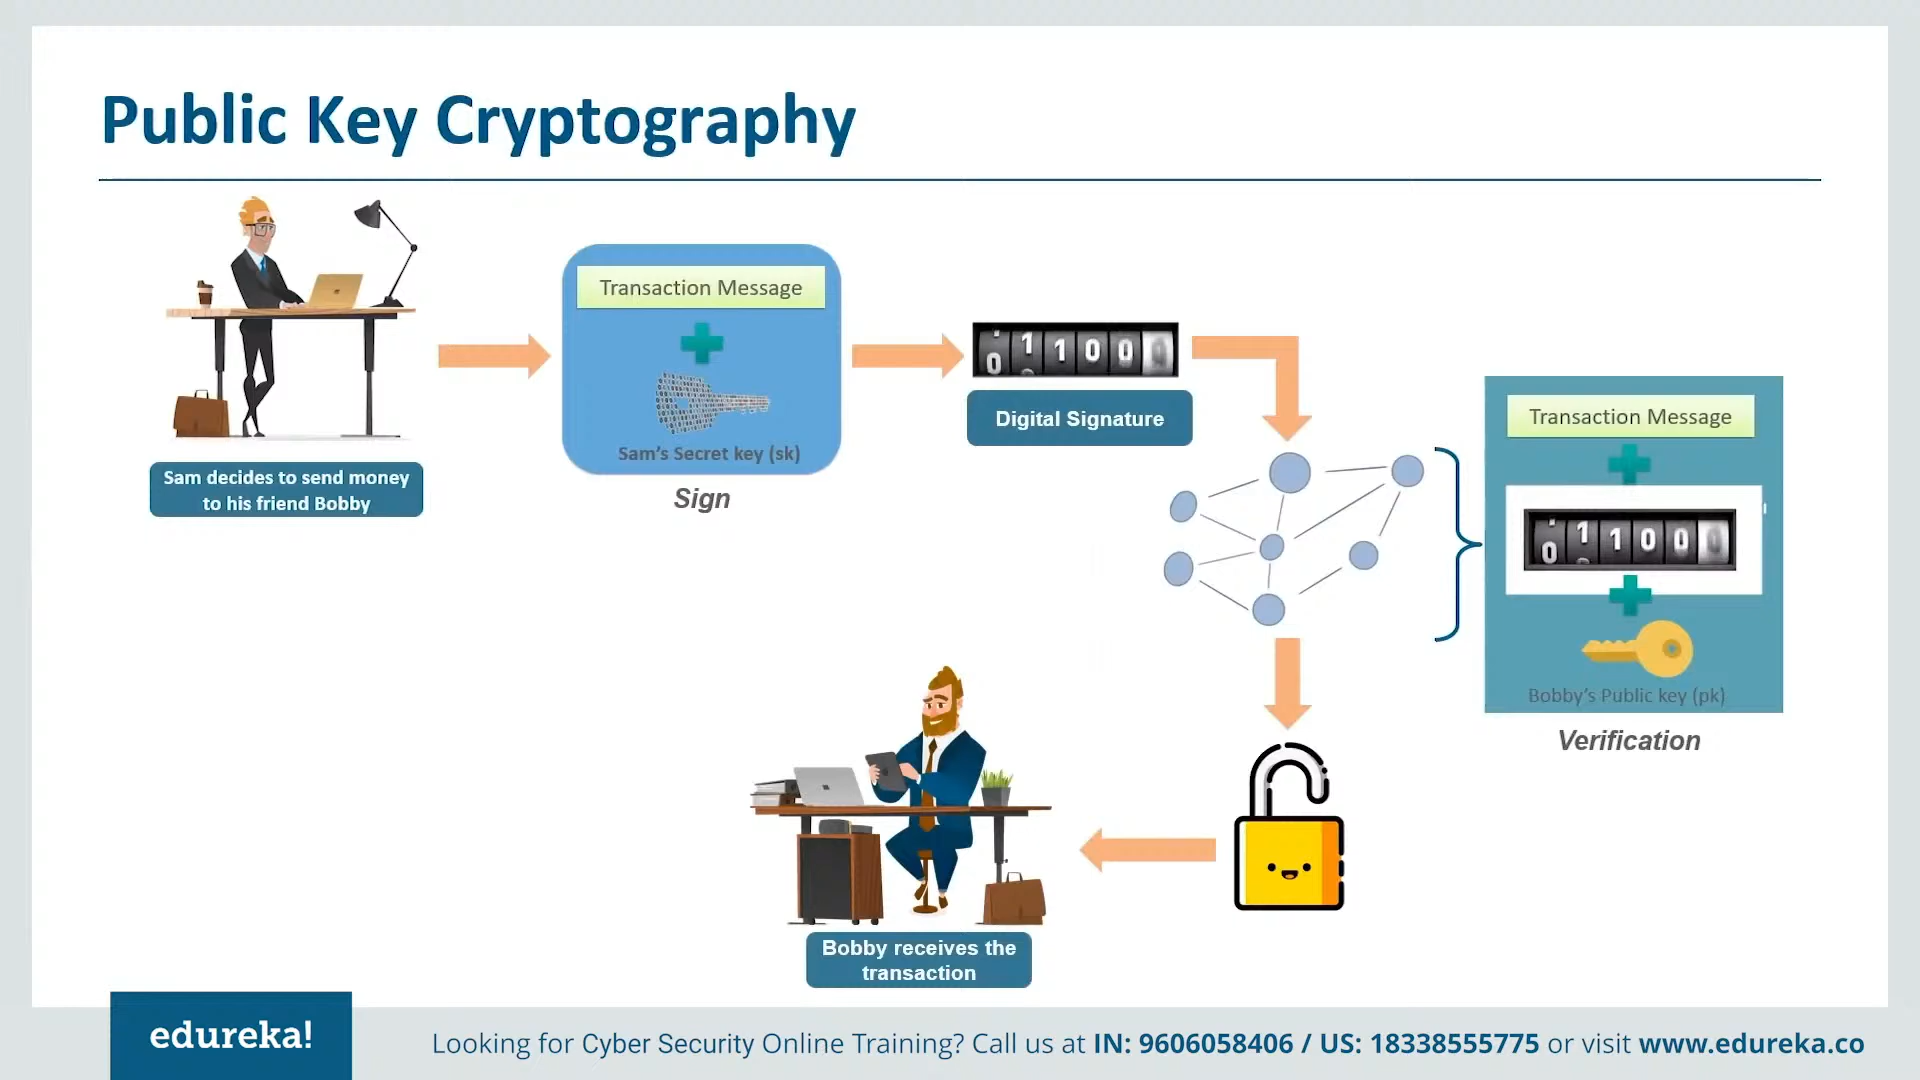 Public Key Cryptography
Transaction Message
Sam's Secret key (sk)
Sign
Sam decides to send money
to his friend Bobby
Digital Signature
Transaction Message
Bobby's Public key (pk)
Verification
Bobby receives the
transaction
edureka!
Looking for Cyber Security Online Training? Call us at IN: 9606058406 / US: 18338555775 or visit www.edureka.co